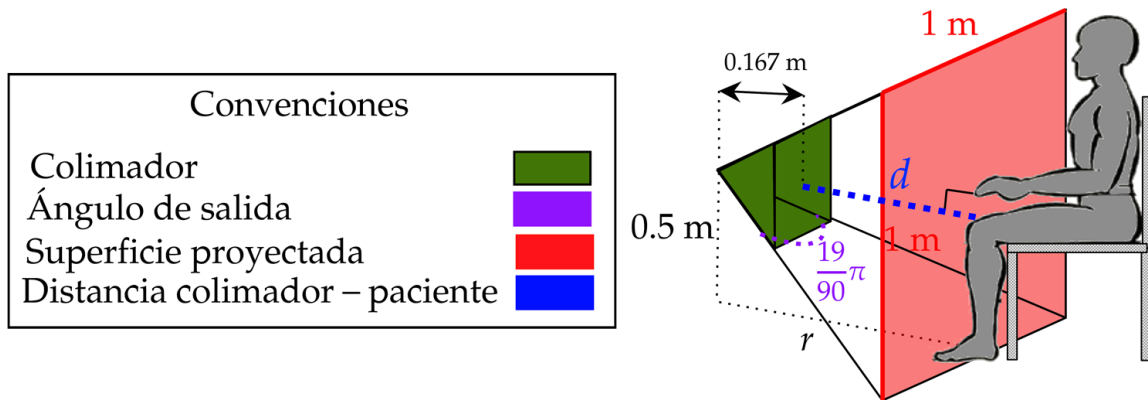 Convenciones
Colimador
Ángulo de salida
Superficie proyectada
Distancia colimador – paciente
1 m
0.167 m
d
0.5 m
1 m
19
90
π
r